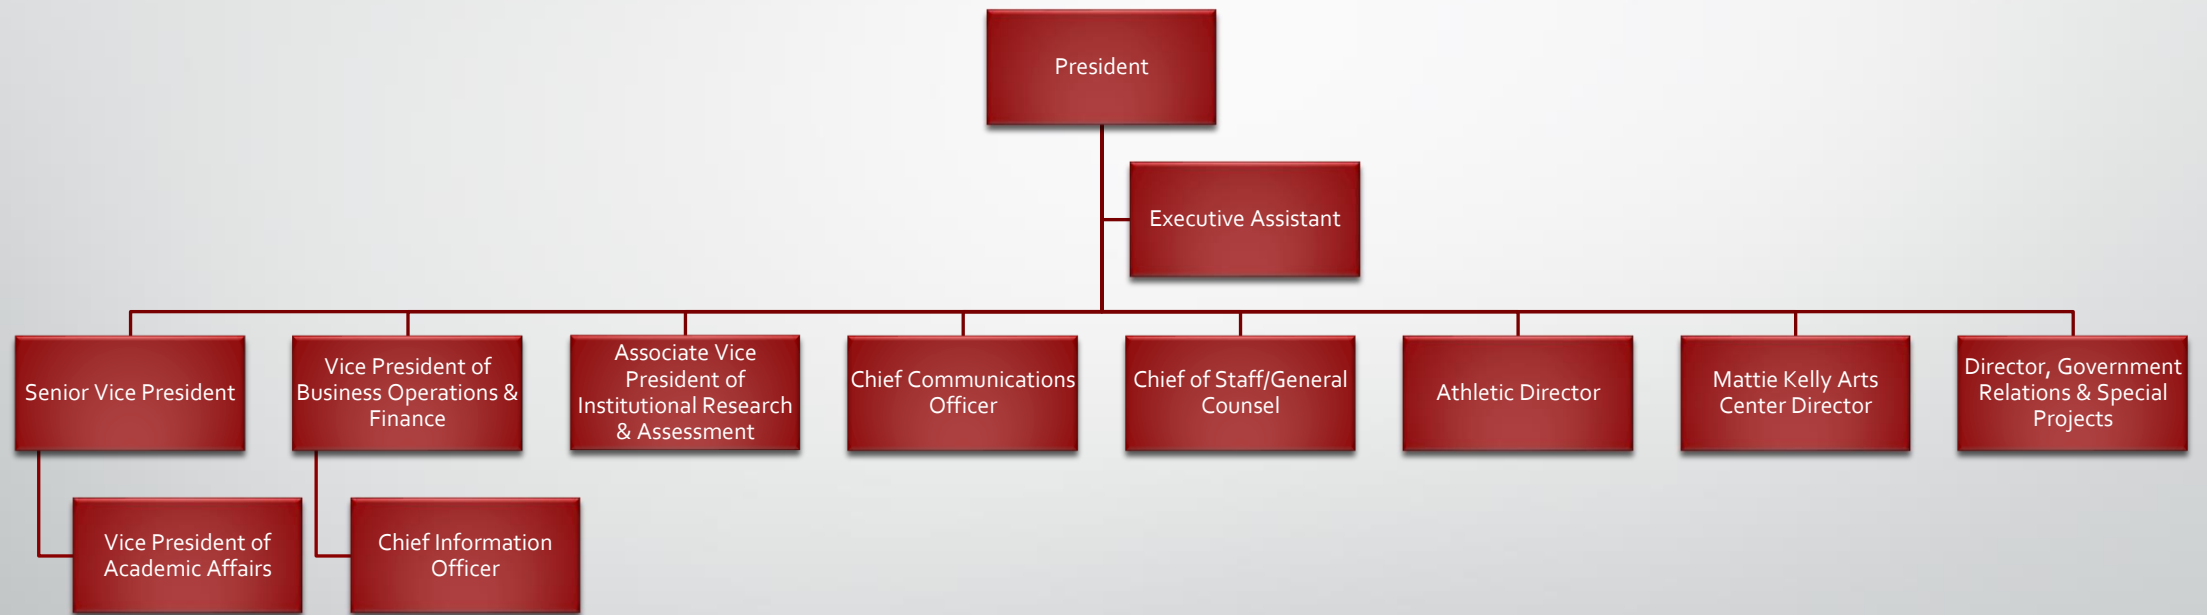 President
Executive Assistant
Senior Vice President
Vice President of
Business Operations &
Finance
Associate Vice
President of
Institutional Research
& Assessment
Chief Communications
Officer
Chief of Staff/General
Counsel
Athletic Director
Mattie Kelly Arts
Center Director
Director, Government
Relations & Special
Projects
Vice President of
Academic Affairs
Chief Information
Officer